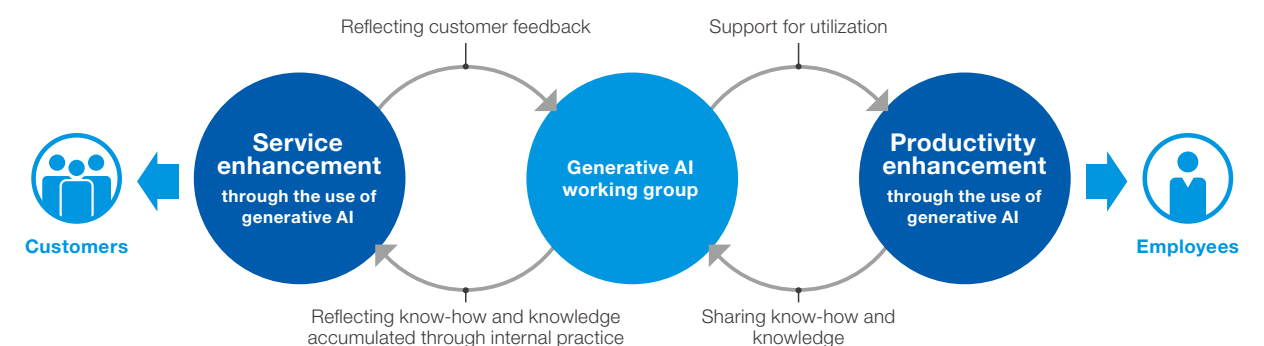 Reflecting customer feedback
Support for utilization
Service
enhancement
through the use of
generative AI
Generative AI
working group
Productivity
enhancement
through the use of
generative AI
Customers
Employees
Reflecting know-how and knowledge
accumulated through internal practice
Sharing know-how and
knowledge